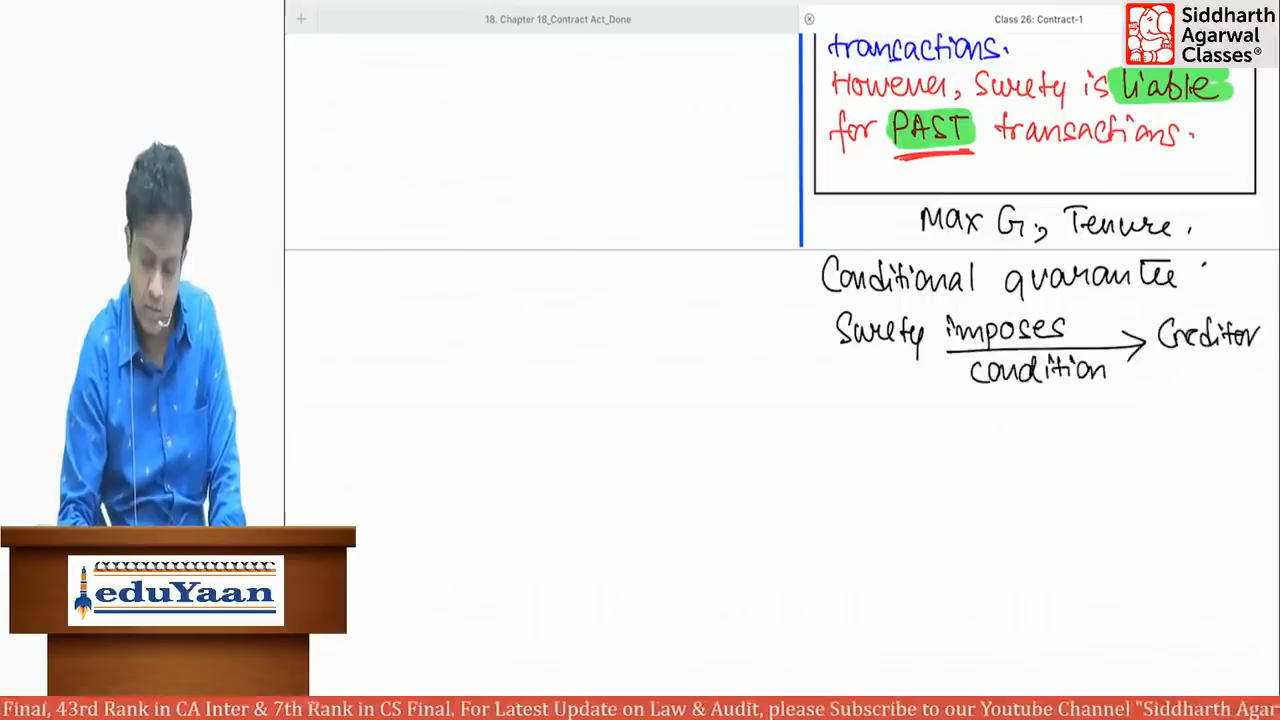 18. Chapter 18_Contract Act_Done
Class 26: Contract-1
Siddharth
Agarwal
Classes®
transactions.
However, Surety is liable
for PAST transactions.
Max G, Tenure.
Conditional guarantee
Surety imposes Creditor
condition
eduYaan
Final, 43rd Rank in CA Inter & 7th Rank in CS Final. For Latest Update on Law & Audit, please Subscribe to our Youtube Channel "Siddharth Agar